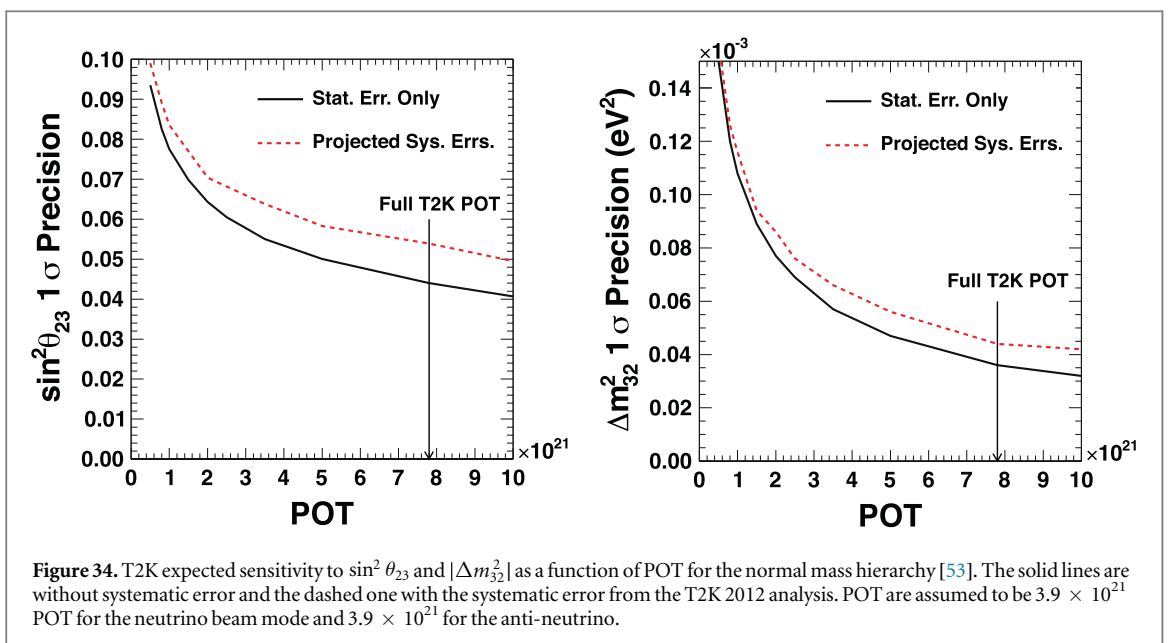 0.10
0.09
0.08
0.07
0.06
0.05
0.04
0.03
0.02
0.01
0.00
sin²θ₂₃ 1 σ Precision
Stat. Err. Only
Projected Sys. Errs.
Full T2K POT
0 1 2 3 4 5 6 7 8 9 10
×10²¹
POT
×10⁻³
0.14
0.12
0.10
0.08
0.06
0.04
0.02
0.00
Δm²₃₂ 1 σ Precision (eV²)
Stat. Err. Only
Projected Sys. Errs.
Full T2K POT
0 1 2 3 4 5 6 7 8 9 10
×10²¹
POT
Figure 34. T2K expected sensitivity to sin² θ₂₃ and |Δm²₃₂| as a function of POT for the normal mass hierarchy [53]. The solid lines are
without systematic error and the dashed one with the systematic error from the T2K 2012 analysis. POT are assumed to be 3.9 × 10²¹
POT for the neutrino beam mode and 3.9 × 10²¹ for the anti-neutrino.